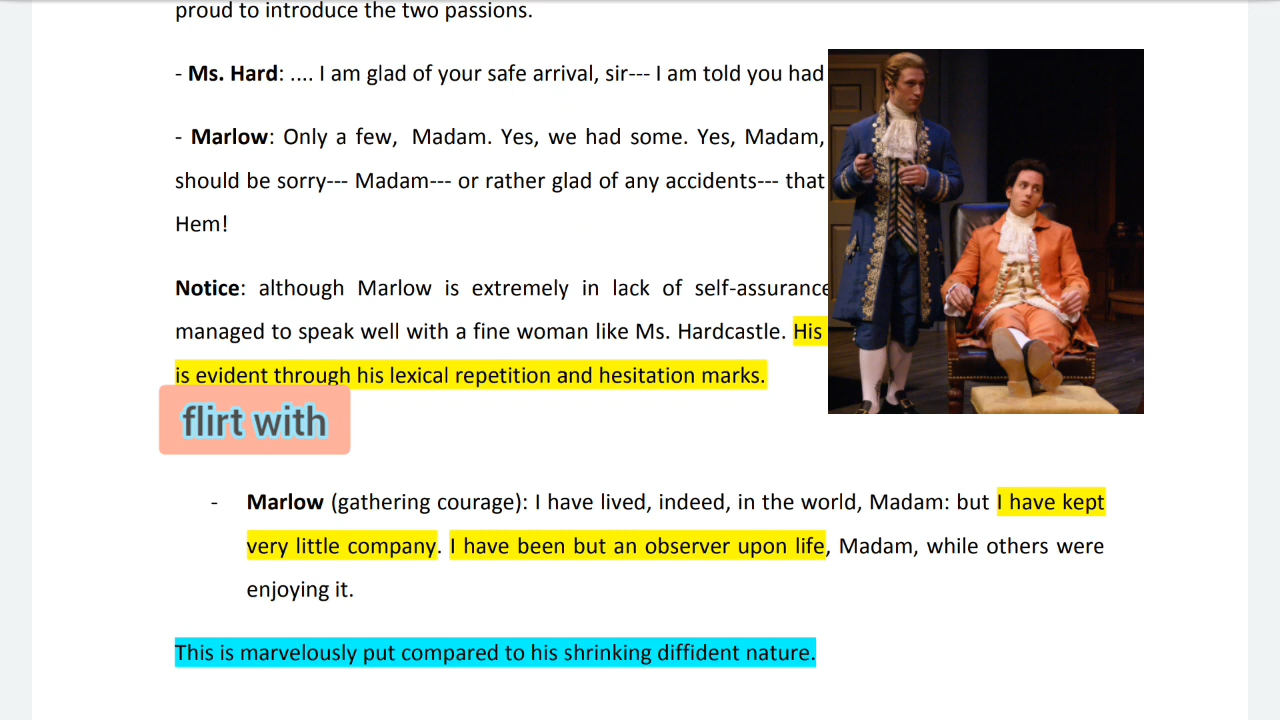 proud to introduce the two passions.
- Ms. Hard: .... I am glad of your safe arrival, sir--- I am told you had
- Marlow: Only a few, Madam. Yes, we had some. Yes, Madam,
should be sorry--- Madam--- or rather glad of any accidents--- that
Hem!
Notice: although Marlow is extremely in lack of self-assurance
managed to speak well with a fine woman like Ms. Hardcastle. His
is evident through his lexical repetition and hesitation marks.
flirt with
- Marlow (gathering courage): I have lived, indeed, in the world, Madam: but I have kept
very little company. I have been but an observer upon life, Madam, while others were
enjoying it.
This is marvelously put compared to his shrinking diffident nature.